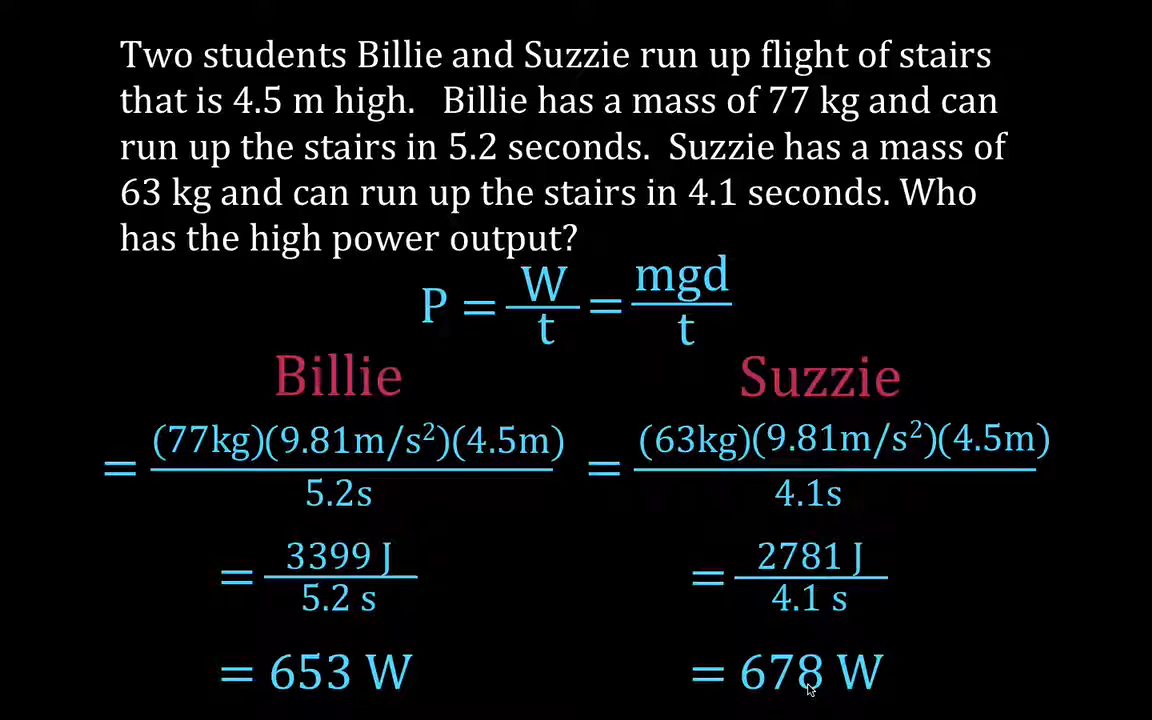 Two students Billie and Suzzie run up flight of stairs
that is 4.5 m high. Billie has a mass of 77 kg and can
run up the stairs in 5.2 seconds. Suzzie has a mass of
63 kg and can run up the stairs in 4.1 seconds. Who
has the high power output?
P = W/t = mgd/t
Billie
Suzzie
= (77kg)(9.81m/s²)(4.5m)/5.2s
= (63kg)(9.81m/s²)(4.5m)/4.1s
= 3399 J/5.2 s
= 2781 J/4.1 s
= 653 W
= 678 W